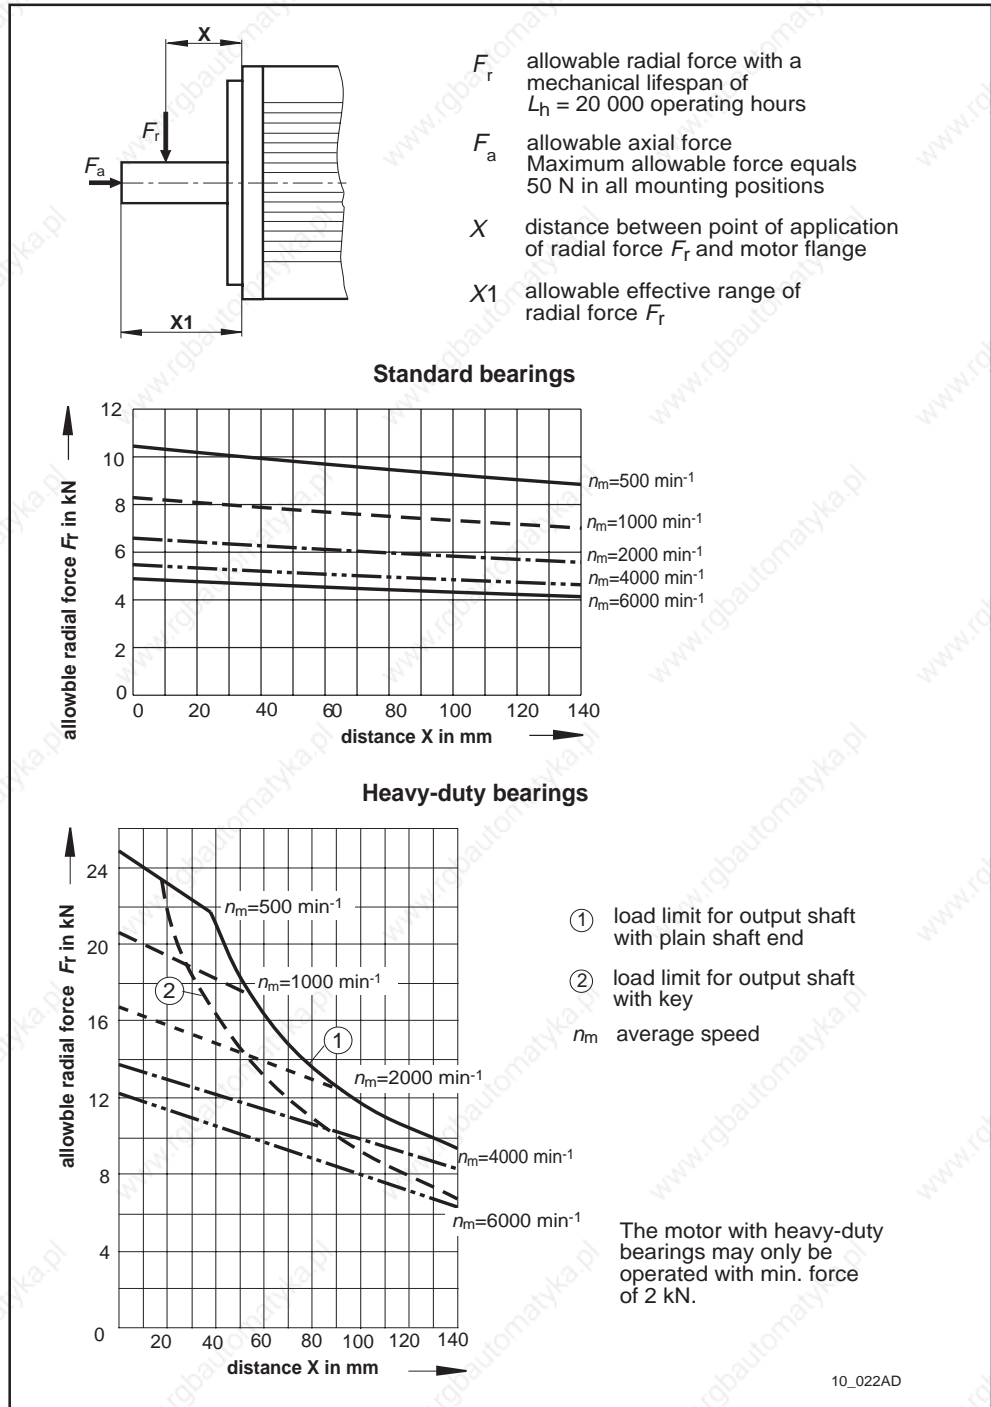 X
Fr
Fa
X1
Fr allowable radial force with a
mechanical lifespan of
Lh = 20 000 operating hours
Fa allowable axial force
Maximum allowable force equals
50 N in all mounting positions
X distance between point of application
of radial force Fr and motor flange
X1 allowable effective range of
radial force Fr
Standard bearings
allowble radial force Fr in kN
12
10
8
6
4
2
0
nm=500 min-1
nm=1000 min-1
nm=2000 min-1
nm=4000 min-1
nm=6000 min-1
0 20 40 60 80 100 120 140
distance X in mm
Heavy-duty bearings
allowble radial force Fr in kN
24
20
16
12
8
4
0
nm=500 min-1
nm=1000 min-1
2
1
nm=2000 min-1
nm=4000 min-1
nm=6000 min-1
20 40 60 80 100 120 140
distance X in mm
1 load limit for output shaft
with plain shaft end
2 load limit for output shaft
with key
nm average speed
The motor with heavy-duty
bearings may only be
operated with min. force
of 2 kN.
10_022AD
www.rgbautomatyka.pl